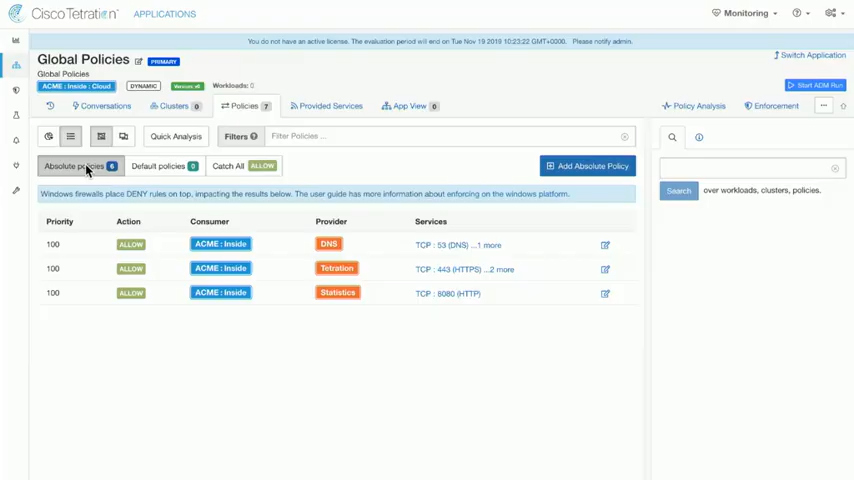 Cisco Tetration APPLICATIONS Monitoring
You do not have an active license. The evaluation period will end on Tue Nov 19 2019 10:23:22 GMT+0000. Please notify admin.
Global Policies PRIMARY Switch Application
Global Policies
ACME : Inside : Cloud DYNAMIC Workloads: 0 Start ADM Run
Conversations Clusters 0 Policies 7 Provided Services App View 0 Policy Analysis Enforcement ...
Quick Analysis Filters Filter Policies ...
Absolute policies 6 Default policies 0 Catch All ALLOW Add Absolute Policy
Search over workloads, clusters, policies.
Windows firewalls place DENY rules on top, impacting the results below. The user guide has more information about enforcing on the windows platform.
Priority Action Consumer Provider Services
100 ALLOW ACME : Inside DNS TCP : 53 (DNS) ...1 more
100 ALLOW ACME : Inside Tetration TCP : 443 (HTTPS) ...2 more
100 ALLOW ACME : Inside Statistics TCP : 8080 (HTTP)